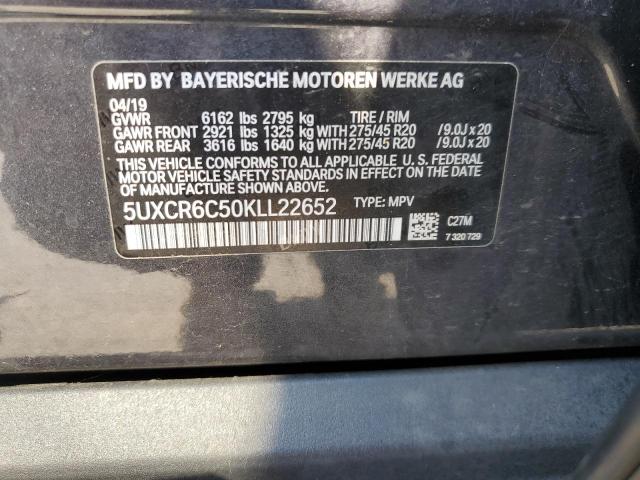 MFD BY BAYERISCHE MOTOREN WERKE AG
04/19
GVWR 6162 lbs 2795 kg TIRE / RIM
GAWR FRONT 2921 lbs 1325 kg WITH 275/45 R20 /9.0J x 20
GAWR REAR 3616 lbs 1640 kg WITH 275/45 R20 /9.0J x 20
THIS VEHICLE CONFORMS TO ALL APPLICABLE U. S. FEDERAL
MOTOR VEHICLE SAFETY STANDARDS IN EFFECT ON THE DATE
OF MANUFACTURE SHOWN ABOVE.
5UXCR6C50KLL22652 TYPE: MPV
C27M
7 320 729